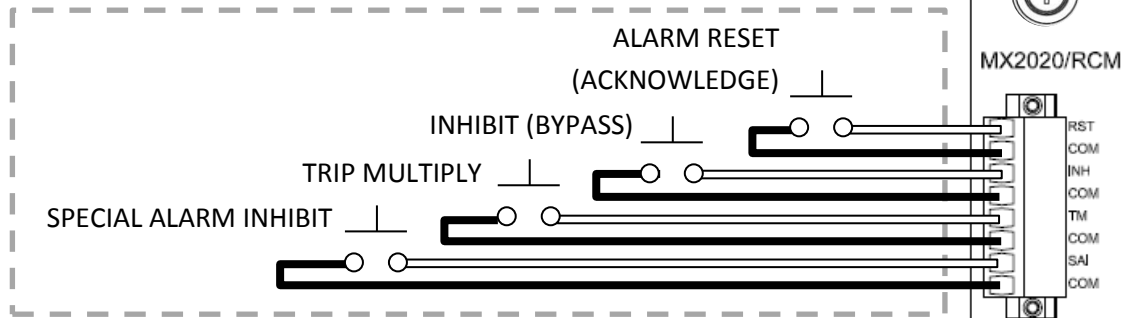 ALARM RESET
(ACKNOWLEDGE)
MX2020/RCM
INHIBIT (BYPASS)
TRIP MULTIPLY
SPECIAL ALARM INHIBIT
RST
COM
INH
COM
TM
COM
SAI
COM